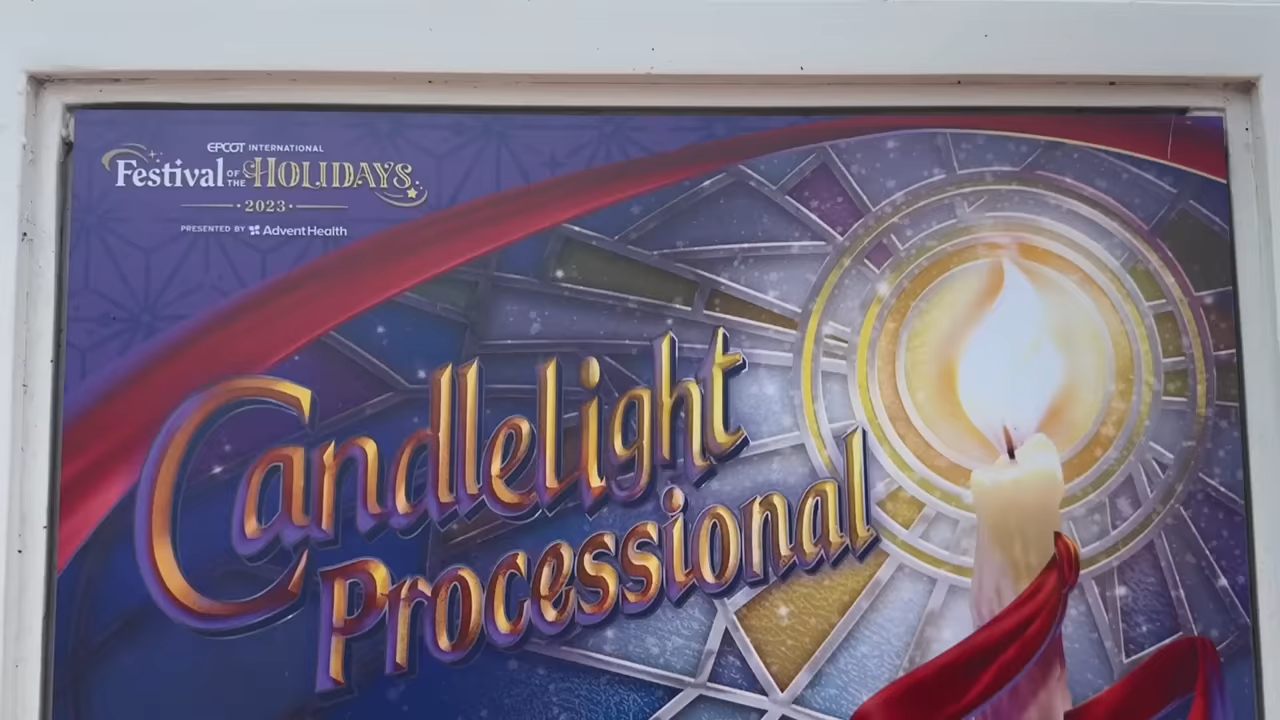 EPCOT INTERNATIONAL
Festival OF THE HOLIDAYS
2023
PRESENTED BY AdventHealth
Candlelight
Processional